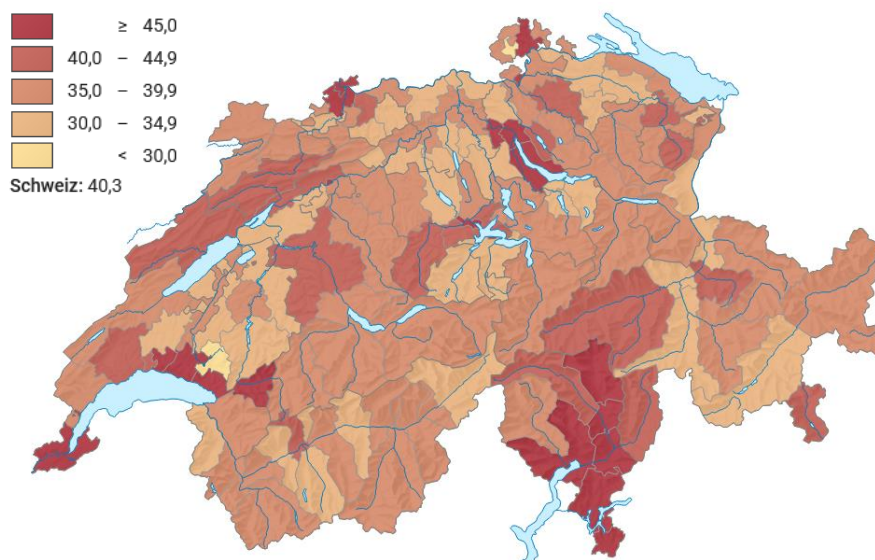 ≥ 45,0
40,0 – 44,9
35,0 – 39,9
30,0 – 34,9
< 30,0
Schweiz: 40,3